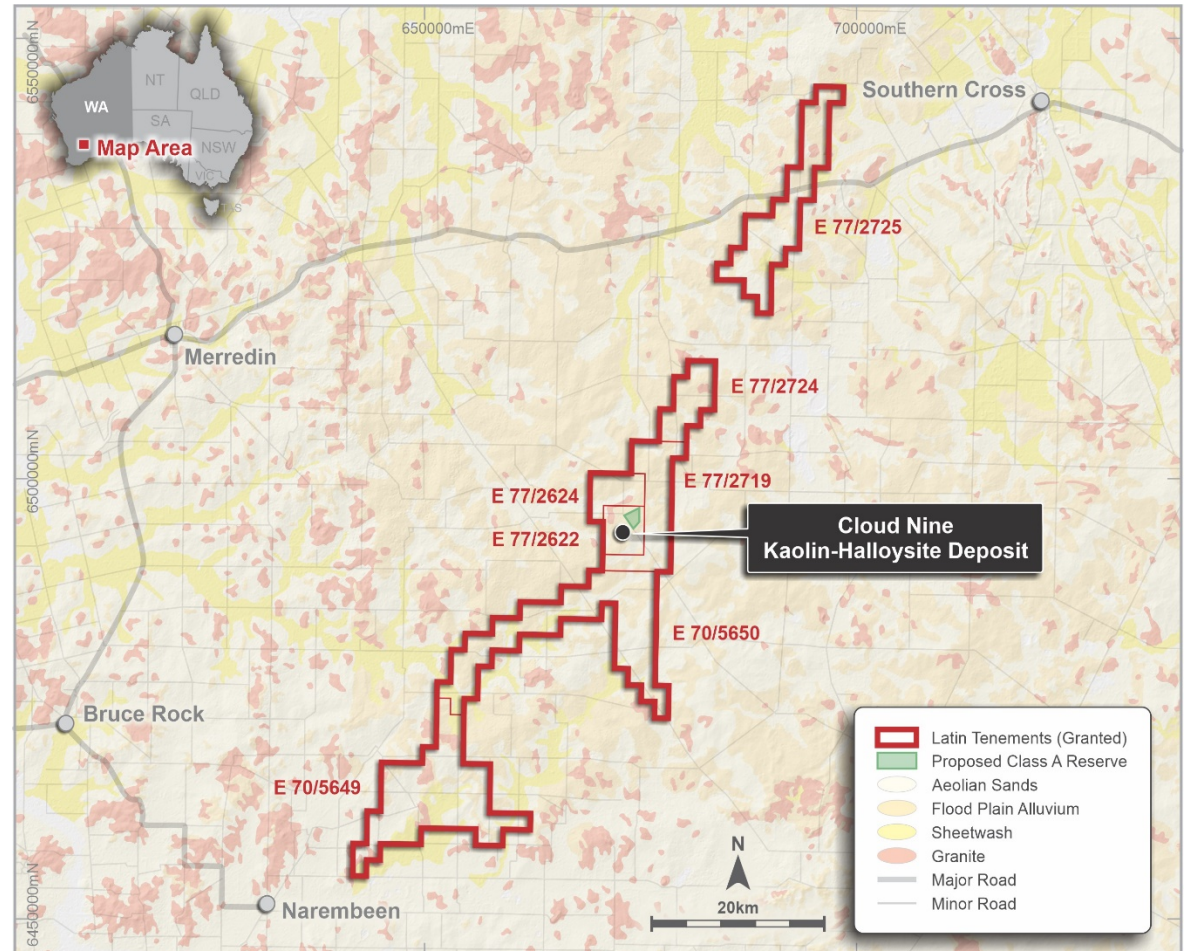 650000mE
700000mE
6550000mN
6500000mN
6450000mN
NT
QLD
WA
SA
NSW
VIC
TAS
Map Area
Southern Cross
E 77/2725
Merredin
E 77/2724
E 77/2719
E 77/2624
E 77/2622
Cloud Nine
Kaolin-Halloysite Deposit
E 70/5650
Bruce Rock
E 70/5649
Narembeen
N
20km
Latin Tenements (Granted)
Proposed Class A Reserve
Aeolian Sands
Flood Plain Alluvium
Sheetwash
Granite
Major Road
Minor Road